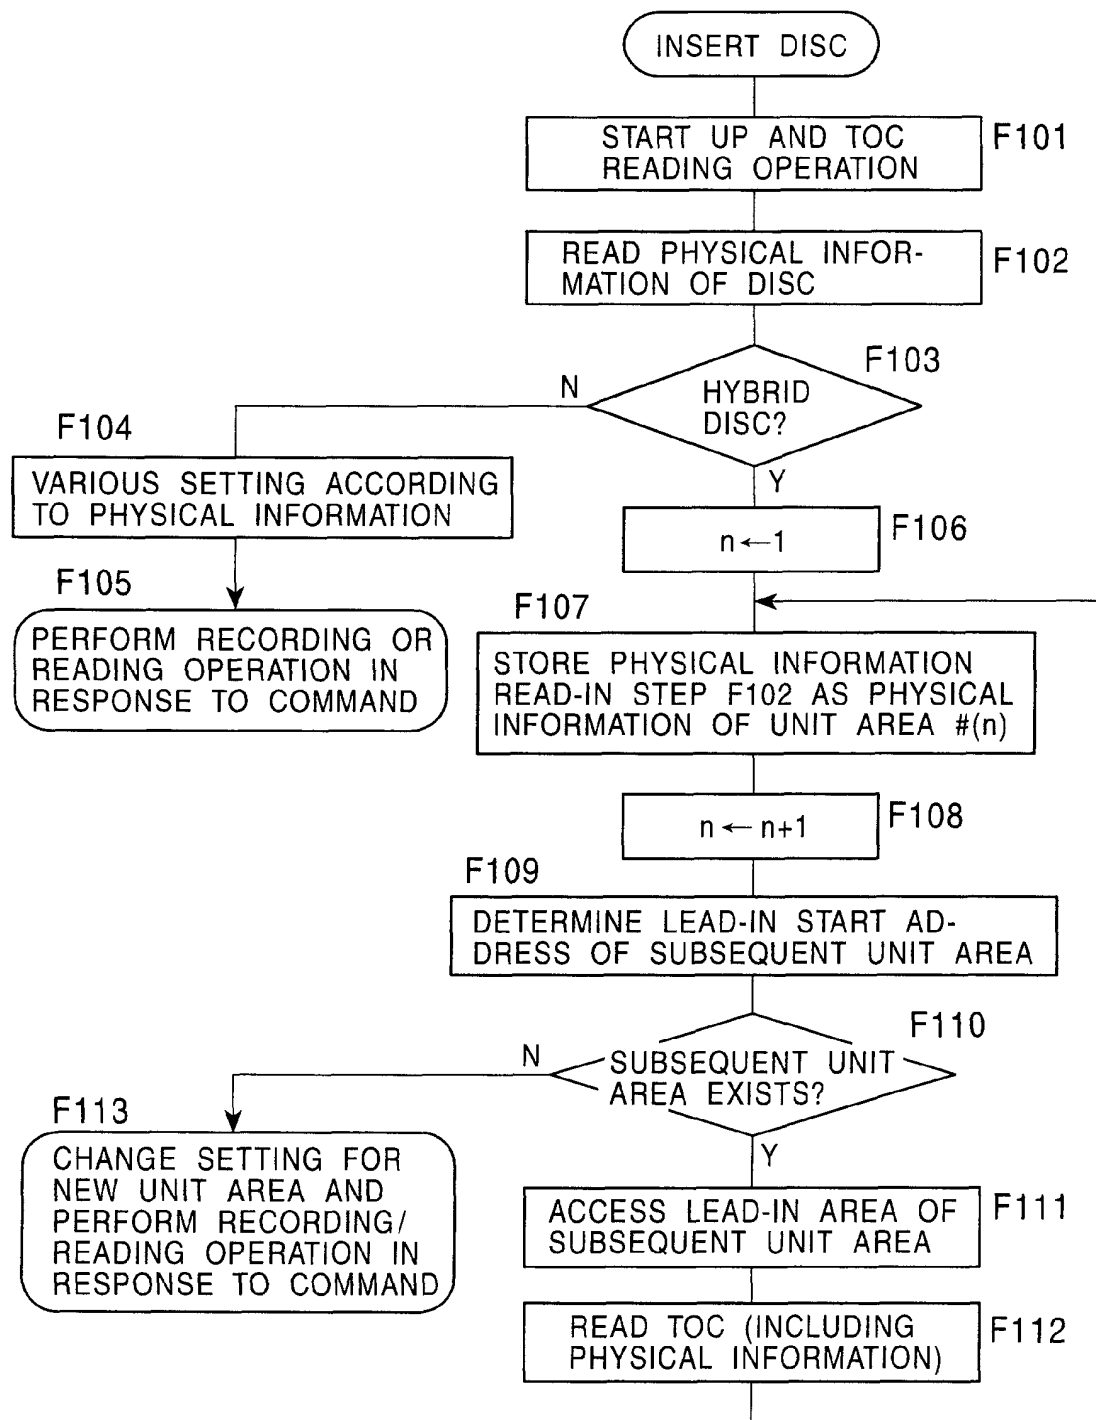 INSERT DISC
START UP AND TOC
READING OPERATION
F101
READ PHYSICAL INFOR-
MATION OF DISC
F102
F103
HYBRID
DISC?
N
Y
F104
VARIOUS SETTING ACCORDING
TO PHYSICAL INFORMATION
F105
PERFORM RECORDING OR
READING OPERATION IN
RESPONSE TO COMMAND
n←1
F106
F107
STORE PHYSICAL INFORMATION
READ-IN STEP F102 AS PHYSICAL
INFORMATION OF UNIT AREA #(n)
n←n+1
F108
F109
DETERMINE LEAD-IN START AD-
DRESS OF SUBSEQUENT UNIT AREA
F110
SUBSEQUENT UNIT
AREA EXISTS?
N
Y
F113
CHANGE SETTING FOR
NEW UNIT AREA AND
PERFORM RECORDING/
READING OPERATION IN
RESPONSE TO COMMAND
ACCESS LEAD-IN AREA OF
SUBSEQUENT UNIT AREA
F111
READ TOC (INCLUDING
PHYSICAL INFORMATION)
F112